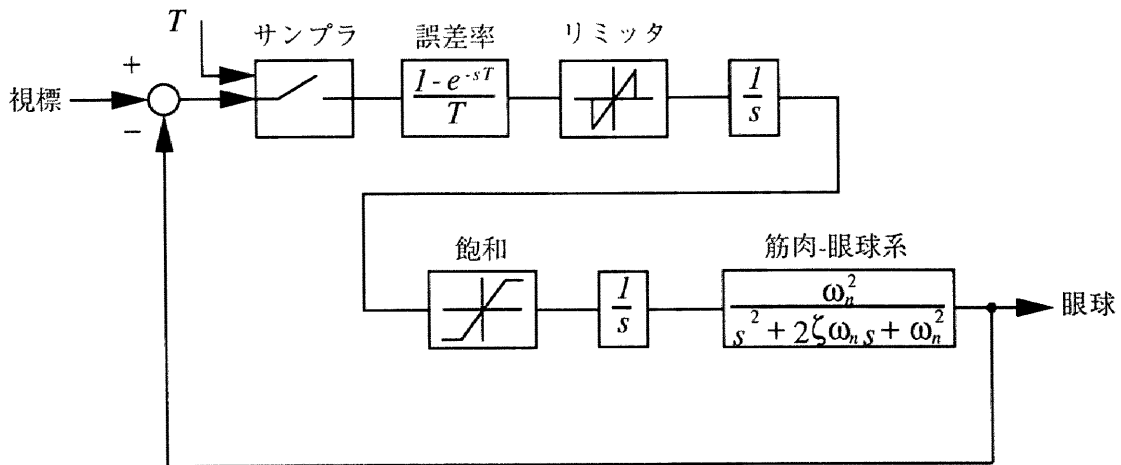 T
サンプラ
誤差率
リミッタ
+
視標
−
1-e^-sT
T
1
s
飽和
筋肉-眼球系
1
s
ω_n^2
s^2+2ζω_n s+ω_n^2
眼球